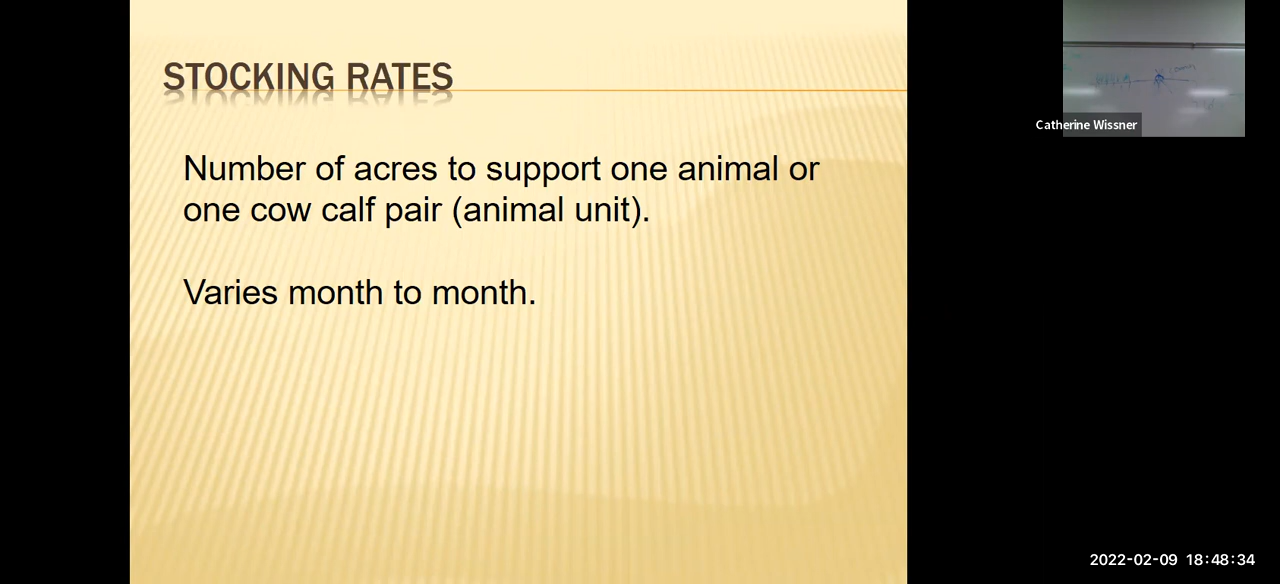 STOCKING RATES
Number of acres to support one animal or
one cow calf pair (animal unit).
Varies month to month.
Catherine Wissner
2022-02-09 18:48:34